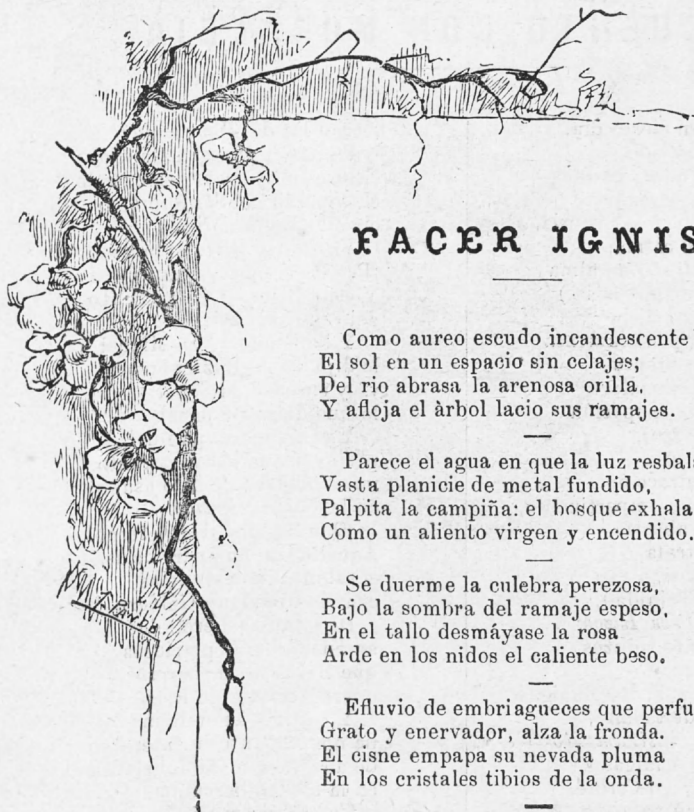 FACER IGNIS
Como aureo escudo incandescente
El sol en un espacio sin celajes;
Del rio abrasa la arenosa orilla,
Y afloja el àrbol lacio sus ramajes.
Parece el agua en que la luz resbala
Vasta planicie de metal fundido,
Palpita la campiña: el bosque exhala
Como un aliento virgen y encendido.
Se duerme la culebra perezosa,
Bajo la sombra del ramaje espeso,
En el tallo desmáyase la rosa
Arde en los nidos el caliente beso.
Efluvio de embriagueces que perfu
Grato y enervador, alza la fronda.
El cisne empapa su nevada pluma
En los cristales tibios de la onda.